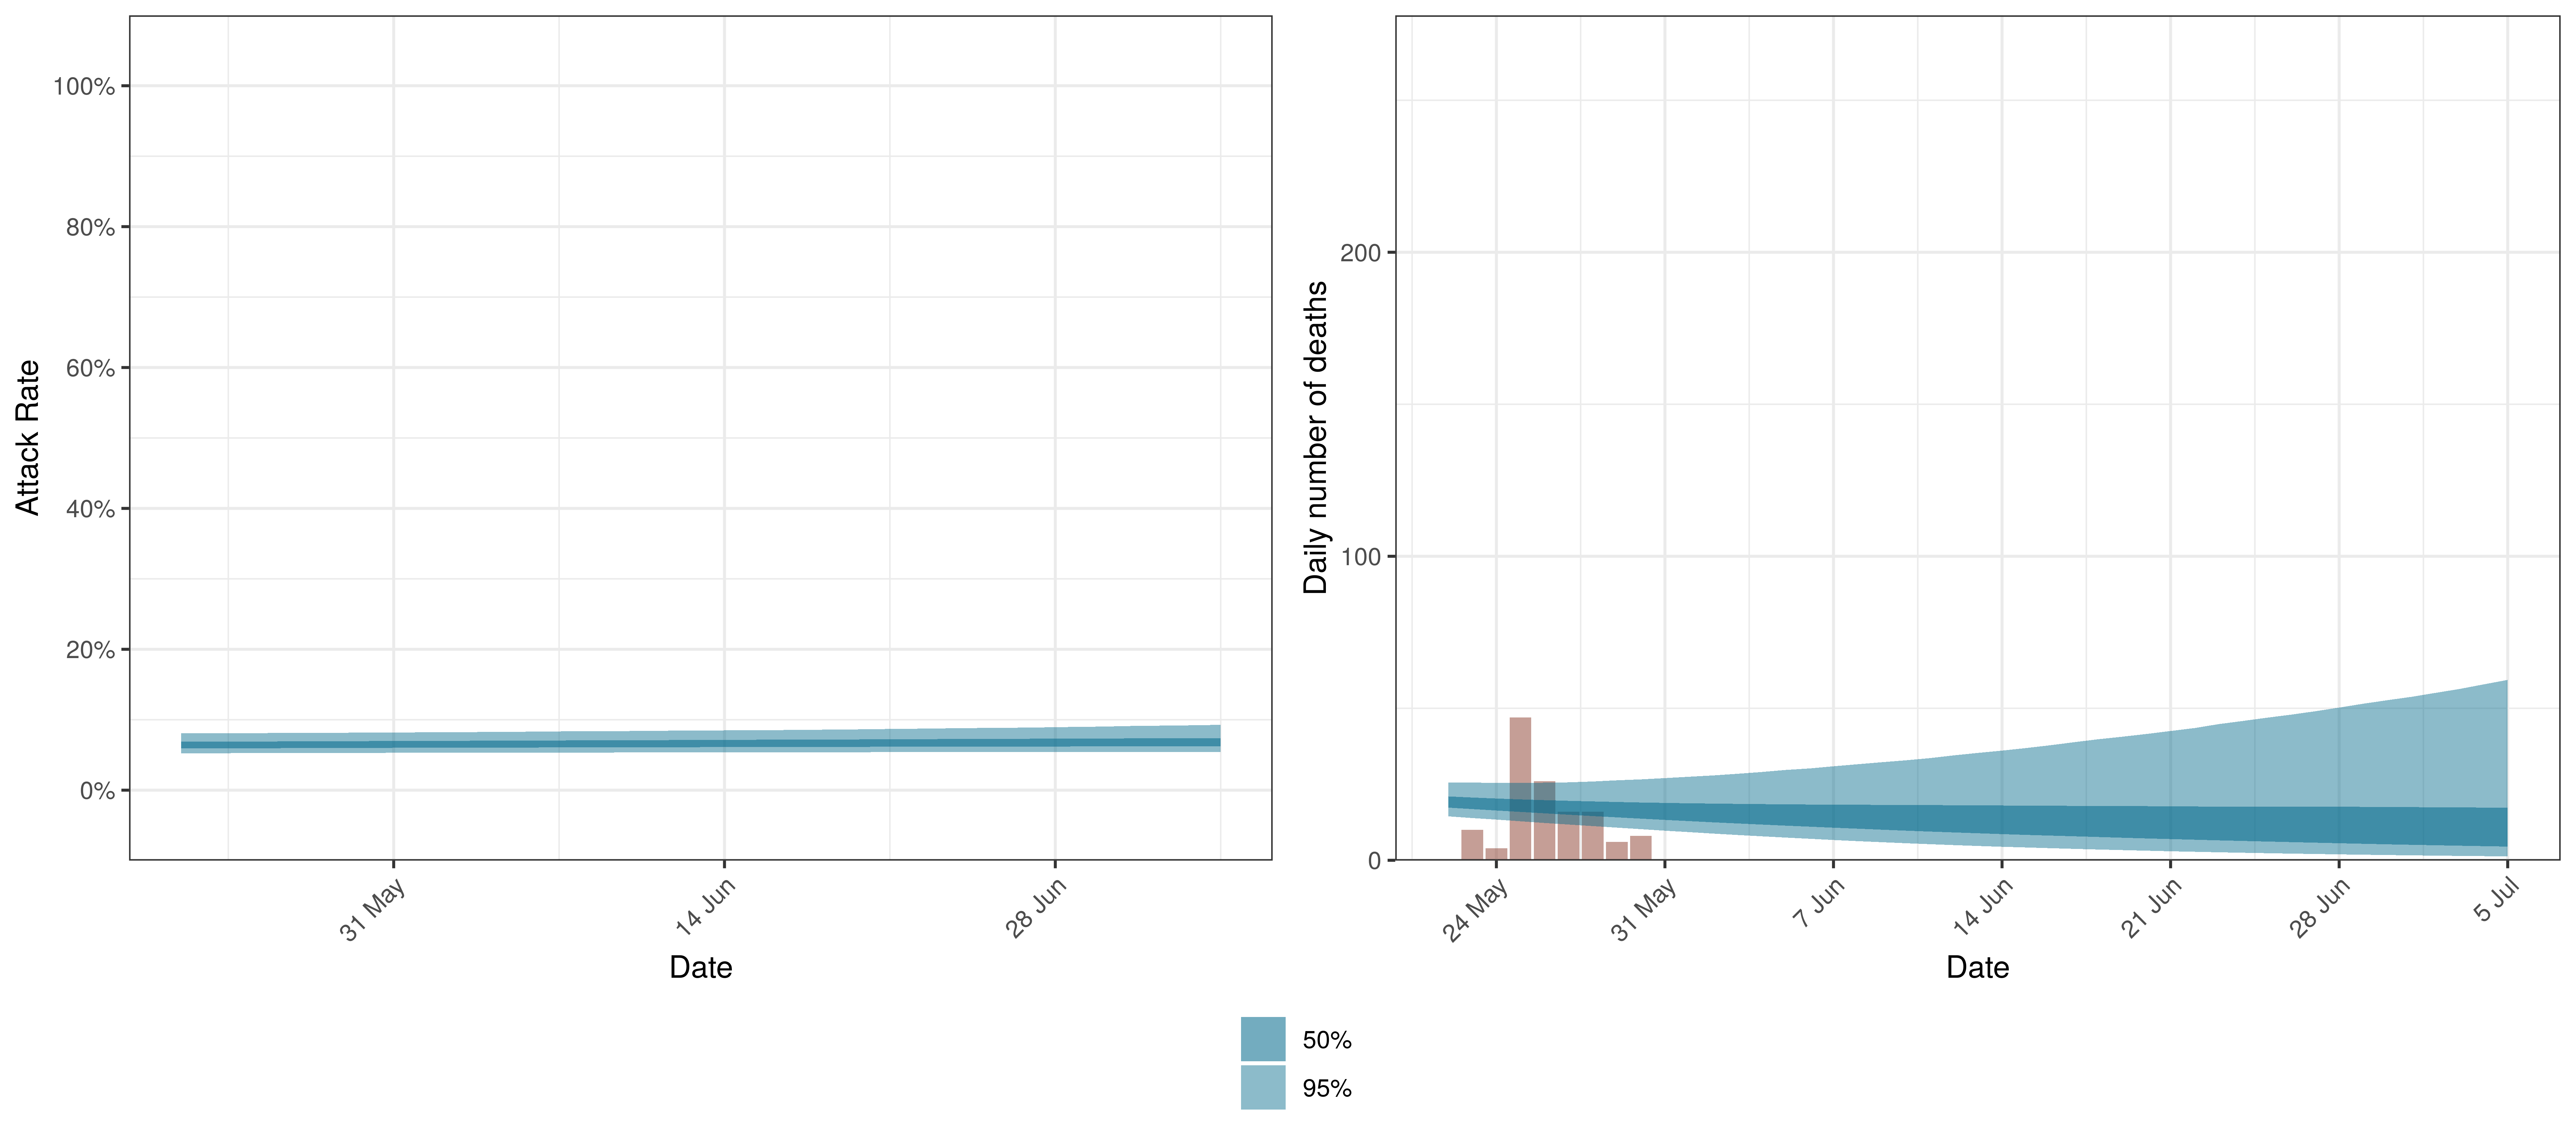 Attack Rate
100%
80%
60%
40%
20%
0%
31 May
14 Jun
28 Jun
Date
Daily number of deaths
200
100
0
24 May
31 May
7 Jun
14 Jun
21 Jun
28 Jun
5 Jul
Date
50%
95%